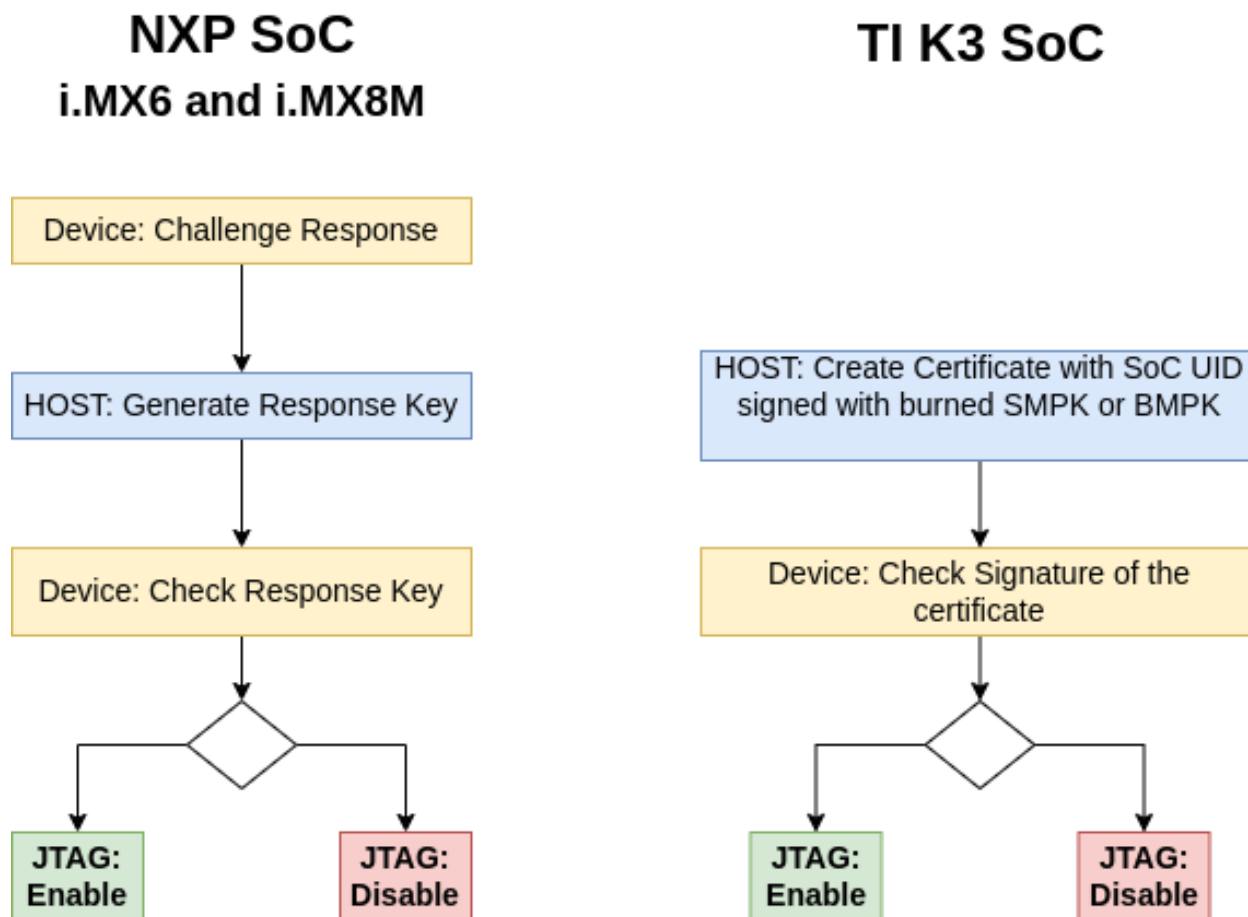 NXP SoC
i.MX6 and i.MX8M
Device: Challenge Response
HOST: Generate Response Key
Device: Check Response Key
JTAG:
Enable
JTAG:
Disable
TI K3 SoC
HOST: Create Certificate with SoC UID
signed with burned SMPK or BMPK
Device: Check Signature of the
certificate
JTAG:
Enable
JTAG:
Disable